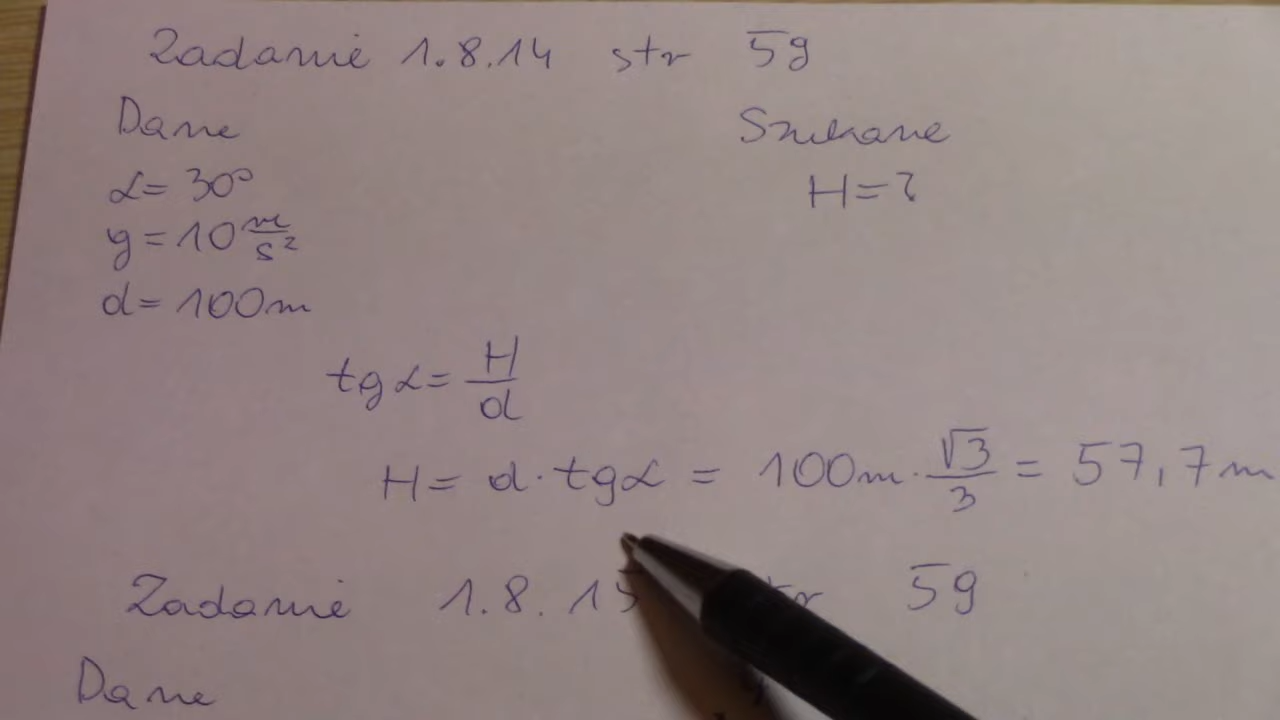 Zadanie 1.8.14 str 59
Dane Szukane
α = 30° H = ?
g = 10 m/s²
d = 100m
tgα = H/d
H = d · tgα = 100m · √3/3 = 57,7m
Zadanie 1.8.15 59
Dane